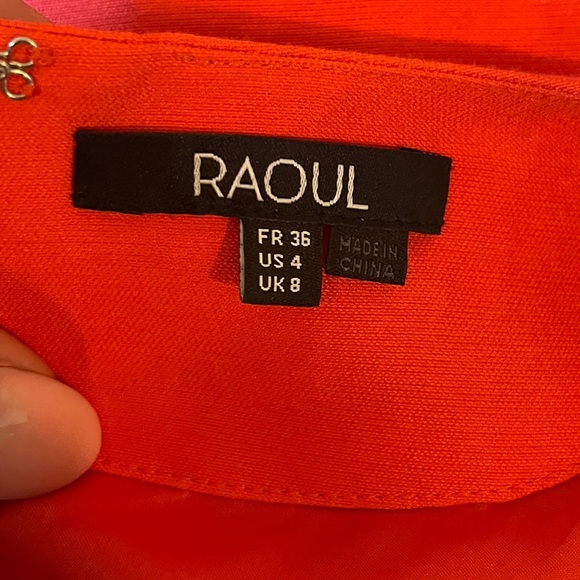 RAOUL
FR 36
US 4
UK 8
MADE IN
CHINA